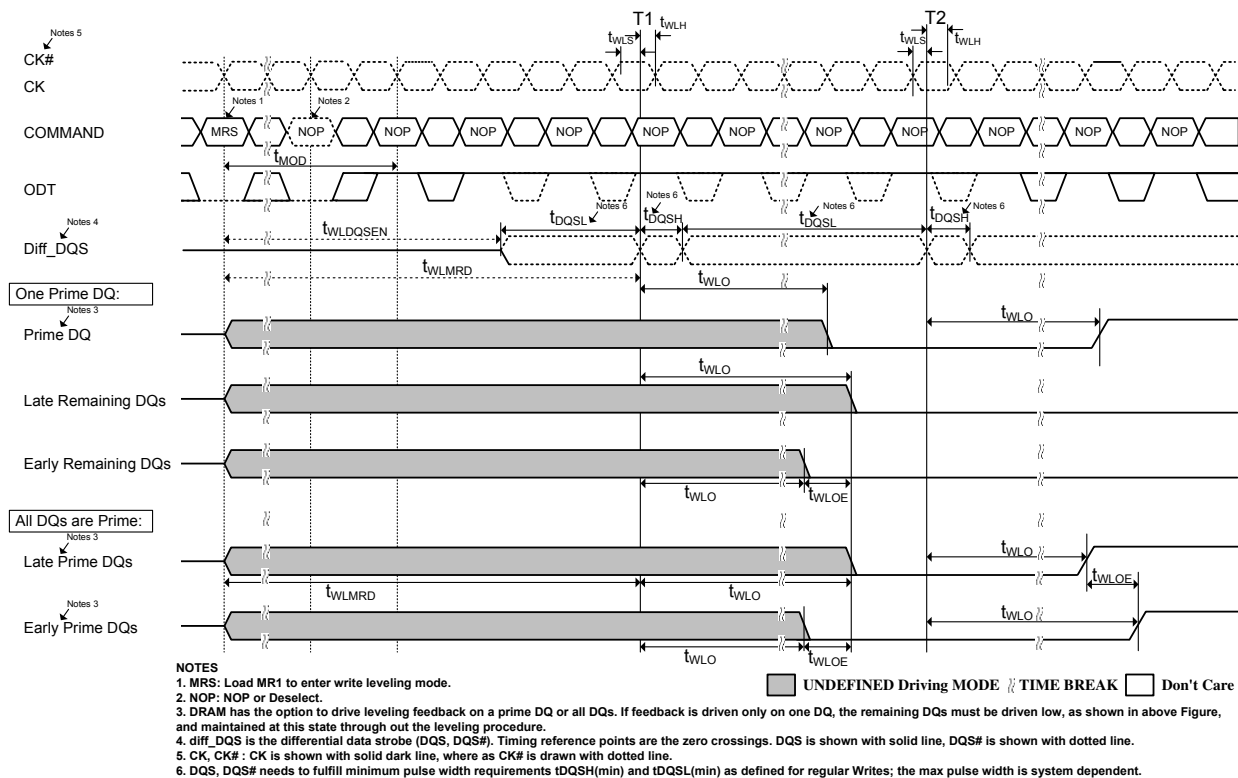 T1 T2
tWLS tWLH tWLS tWLH
Notes 5
CK#
CK
Notes 1 Notes 2
COMMAND MRS NOP NOP NOP NOP NOP NOP NOP NOP NOP NOP
tMOD
ODT
Notes 4 Notes 6 Notes 6 Notes 6 Notes 6
tDQSL tDQSH tDQSL tDQSH
Diff_DQS tWLDQSEN
tWLMRD
tWLO
One Prime DQ:
Notes 3
Prime DQ tWLO
tWLO
Late Remaining DQs
Early Remaining DQs
tWLO tWLOE
All DQs are Prime:
Notes 3
Late Prime DQs tWLO
tWLMRD tWLO tWLOE
Notes 3
Early Prime DQs tWLO
tWLO tWLOE
NOTES
1. MRS: Load MR1 to enter write leveling mode.
UNDEFINED Driving MODE TIME BREAK Don't Care
2. NOP: NOP or Deselect.
3. DRAM has the option to drive leveling feedback on a prime DQ or all DQs. If feedback is driven only on one DQ, the remaining DQs must be driven low, as shown in above Figure,
and maintained at this state through out the leveling procedure.
4. diff_DQS is the differential data strobe (DQS, DQS#). Timing reference points are the zero crossings. DQS is shown with solid line, DQS# is shown with dotted line.
5. CK, CK# : CK is shown with solid dark line, where as CK# is drawn with dotted line.
6. DQS, DQS# needs to fulfill minimum pulse width requirements tDQSH(min) and tDQSL(min) as defined for regular Writes; the max pulse width is system dependent.